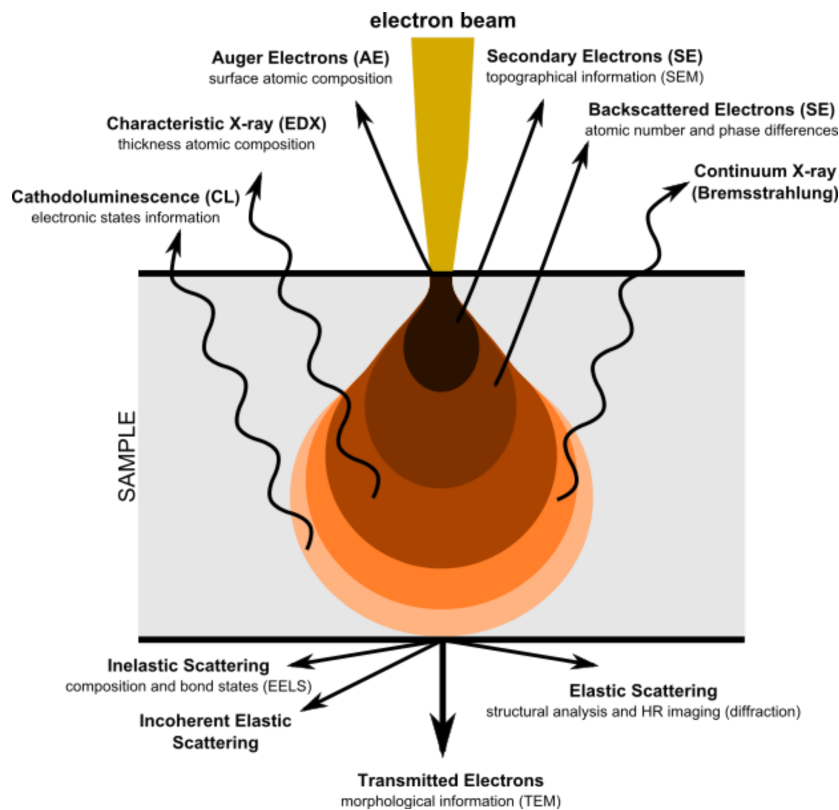 electron beam
Auger Electrons (AE)
surface atomic composition
Secondary Electrons (SE)
topographical information (SEM)
Characteristic X-ray (EDX)
thickness atomic composition
Backscattered Electrons (SE)
atomic number and phase differences
Cathodoluminescence (CL)
electronic states information
Continuum X-ray
(Bremsstrahlung)
SAMPLE
Inelastic Scattering
composition and bond states (EELS)
Incoherent Elastic
Scattering
Elastic Scattering
structural analysis and HR imaging (diffraction)
Transmitted Electrons
morphological information (TEM)